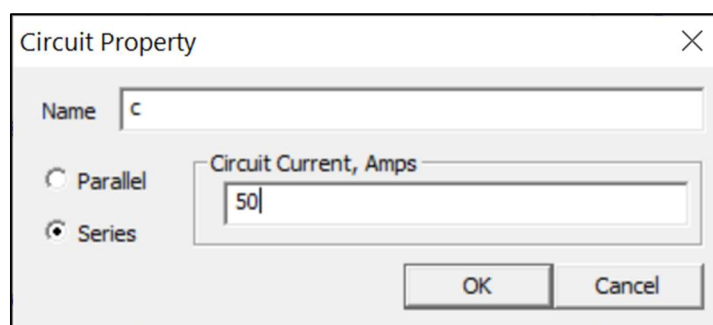 Circuit Property
Name c
Parallel
Series
Circuit Current, Amps
50
OK Cancel